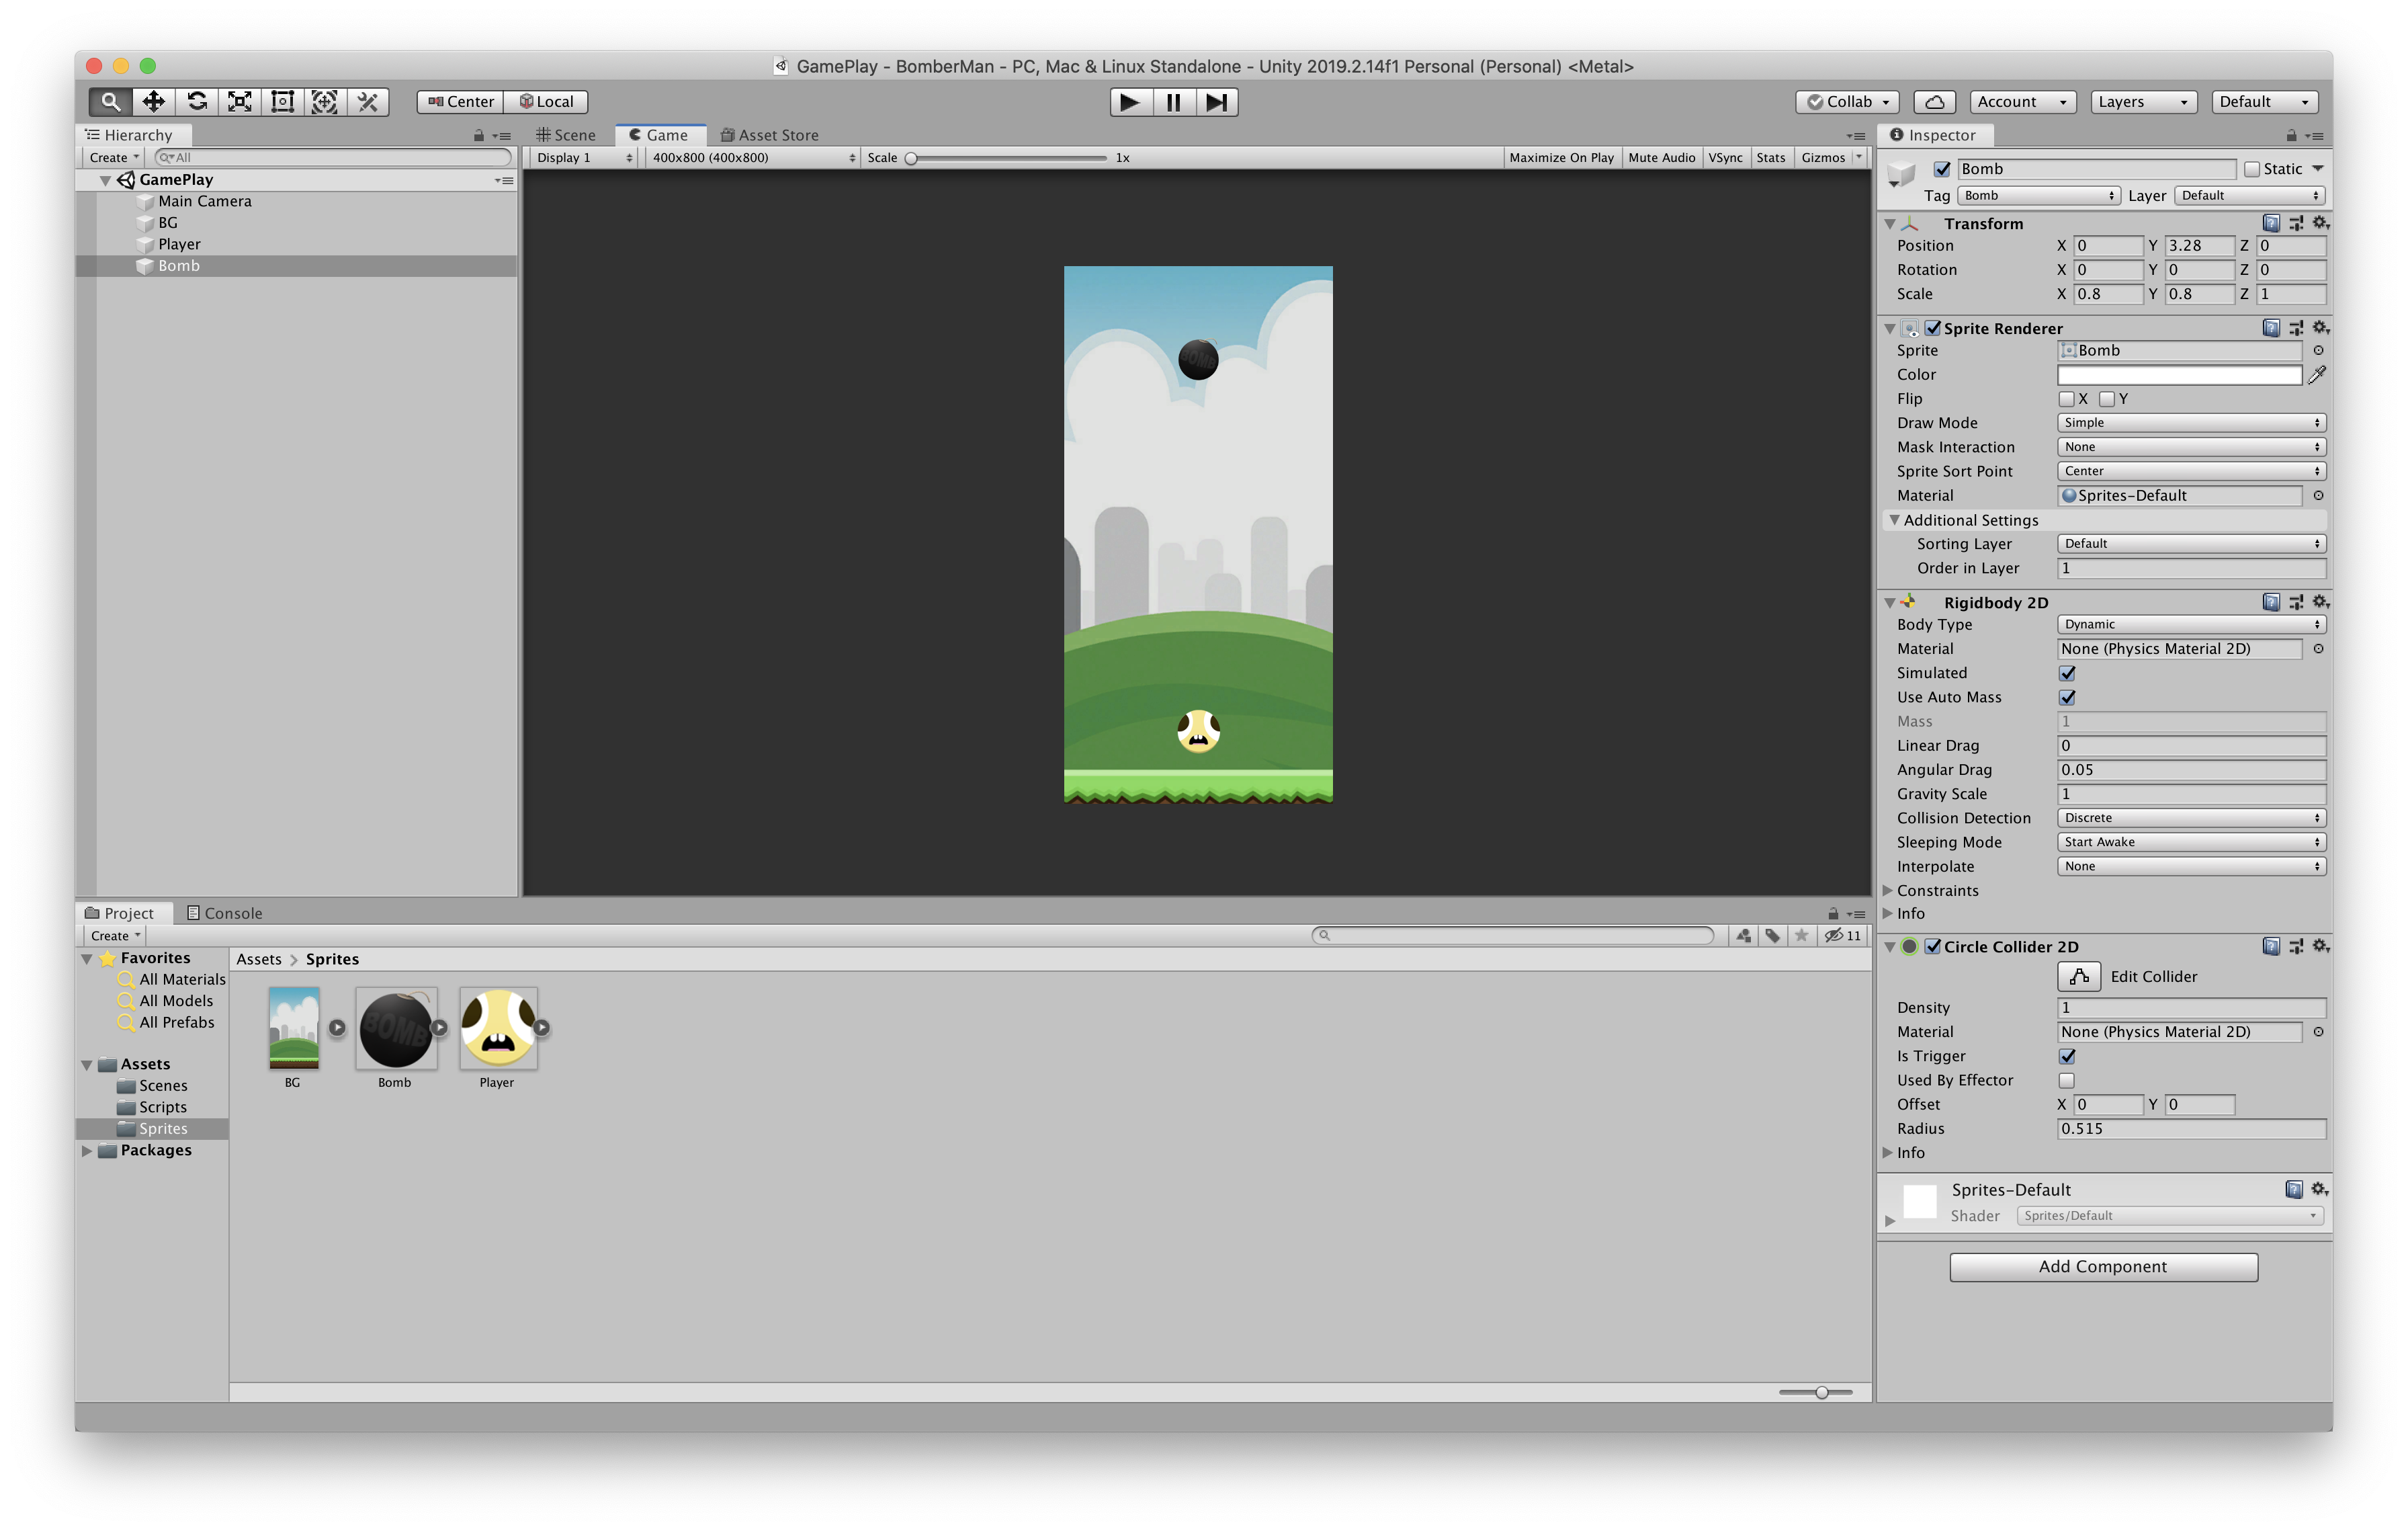 GamePlay - BomberMan - PC, Mac & Linux Standalone - Unity 2019.2.14f1 Personal (Personal) <Metal>
Center
Local
Collab
Account
Layers
Default
Hierarchy
Create
All
GamePlay
Main Camera
BG
Player
Bomb
Scene
Game
Asset Store
Display 1
400x800 (400x800)
Scale
1x
Maximize On Play
Mute Audio
VSync
Stats
Gizmos
BOMB
Project
Console
Create
11
Favorites
All Materials
All Models
All Prefabs
Assets
Scenes
Scripts
Sprites
Packages
Assets > Sprites
BOMB
BG
Bomb
Player
Inspector
Bomb
Static
Tag Bomb Layer Default
Transform
Position X 0 Y 3.28 Z 0
Rotation X 0 Y 0 Z 0
Scale X 0.8 Y 0.8 Z 1
Sprite Renderer
Sprite Bomb
Color
Flip X Y
Draw Mode Simple
Mask Interaction None
Sprite Sort Point Center
Material Sprites-Default
Additional Settings
Sorting Layer Default
Order in Layer 1
Rigidbody 2D
Body Type Dynamic
Material None (Physics Material 2D)
Simulated
Use Auto Mass
Mass 1
Linear Drag 0
Angular Drag 0.05
Gravity Scale 1
Collision Detection Discrete
Sleeping Mode Start Awake
Interpolate None
Constraints
Info
Circle Collider 2D
Edit Collider
Density 1
Material None (Physics Material 2D)
Is Trigger
Used By Effector
Offset X 0 Y 0
Radius 0.515
Info
Sprites-Default
Shader Sprites/Default
Add Component